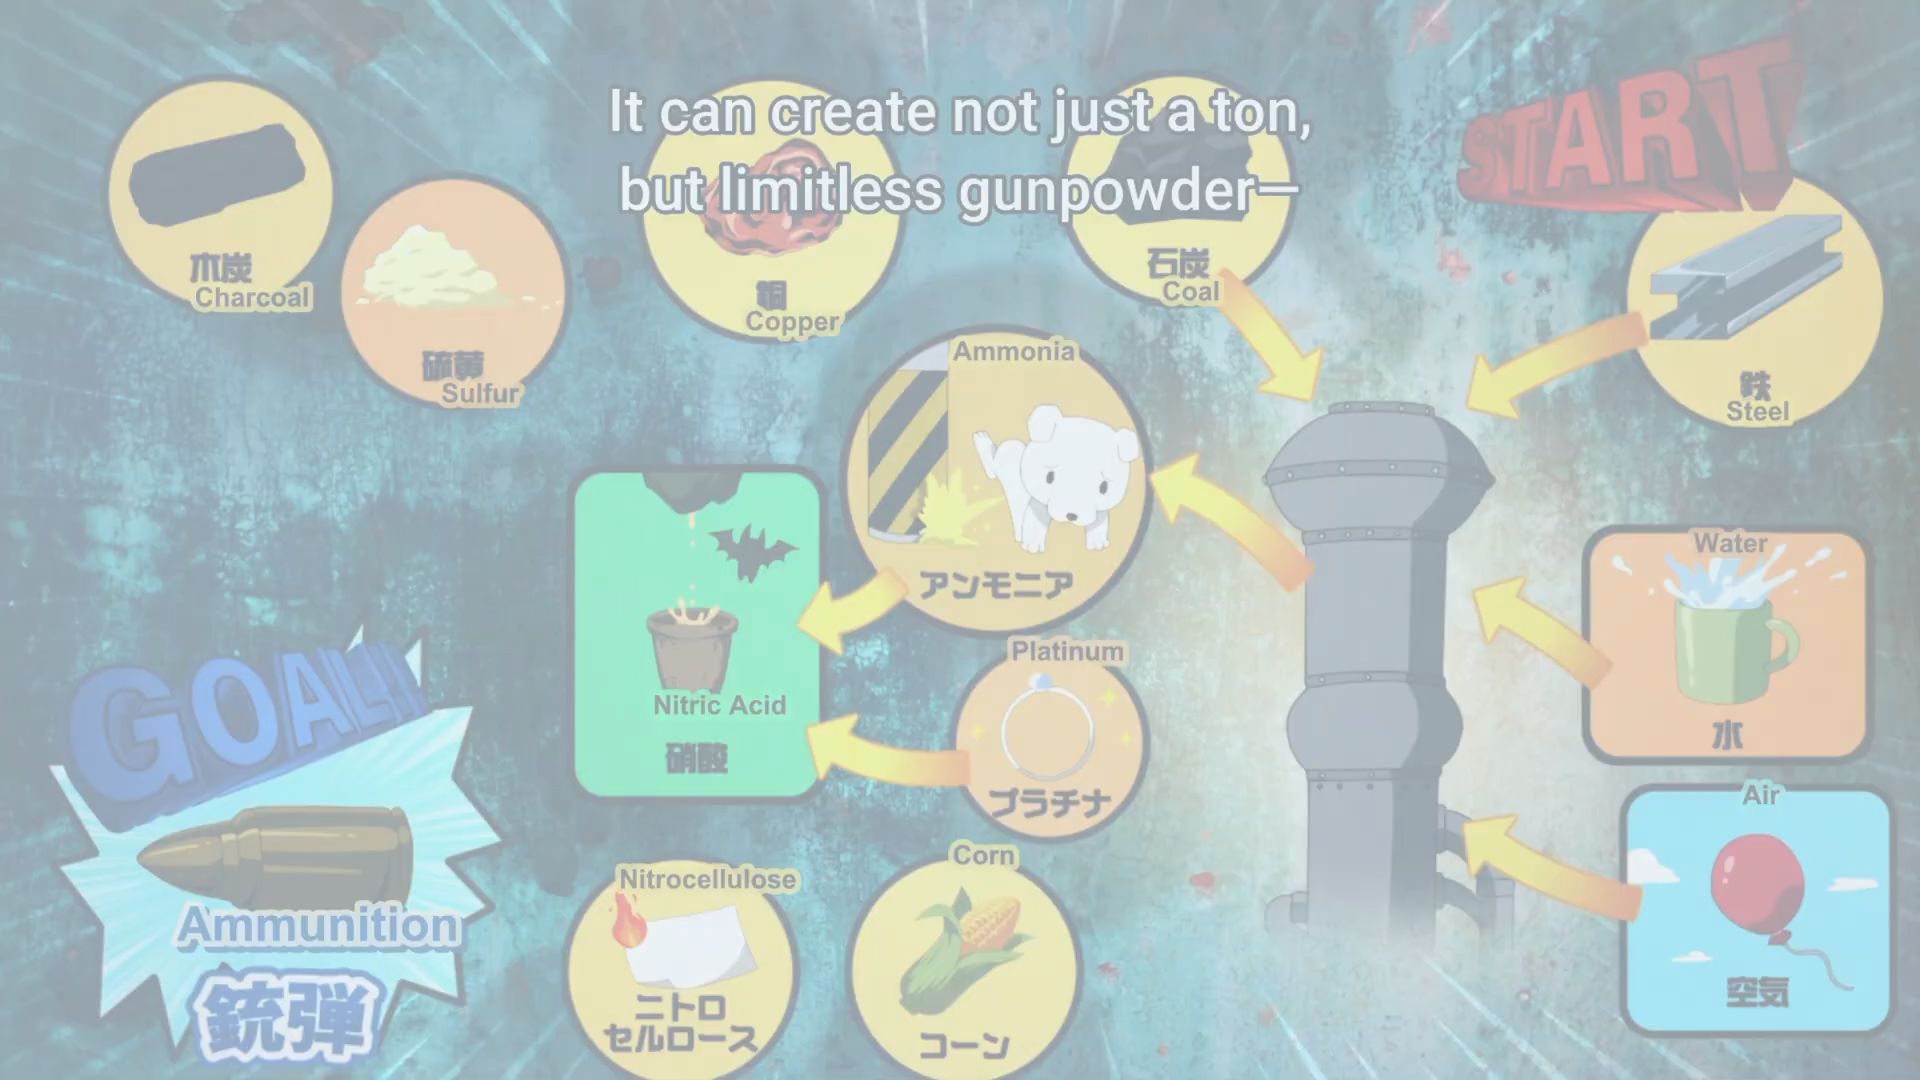 It can create not just a ton,
but limitless gunpowder—
START
木炭
Charcoal
硫黄
Sulfur
銅
Copper
石炭
Coal
鉄
Steel
Ammonia
アンモニア
Water
水
Nitric Acid
硝酸
Platinum
プラチナ
Air
空気
GOAL!!
Ammunition
銃弾
Nitrocellulose
ニトロ
セルロース
Corn
コーン